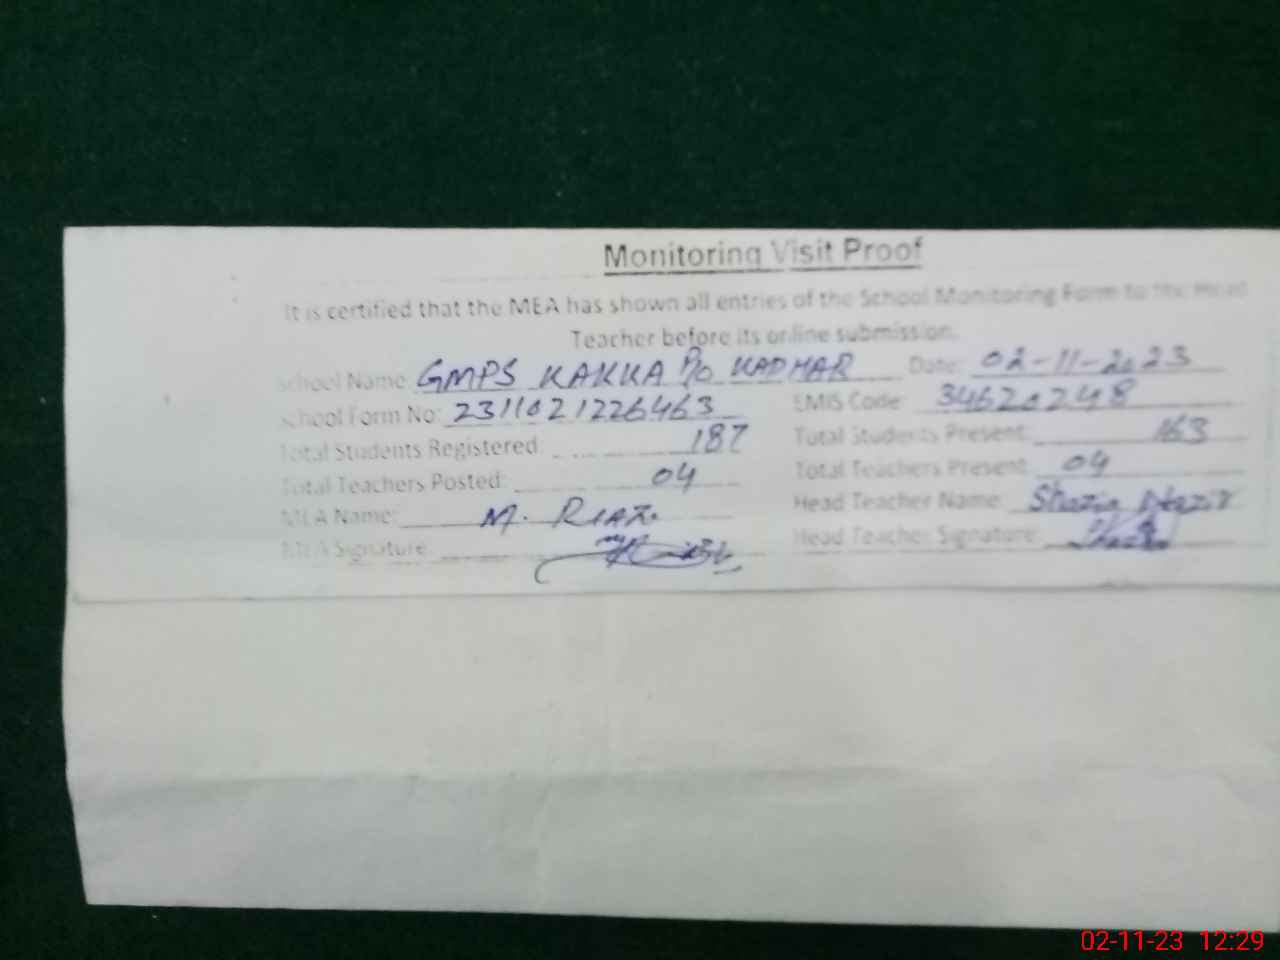 Monitoring Visit Proof
It is certified that the MEA has shown all entries of the School Monitoring Form to the Head
Teacher before its online submission.
School Name: GMPS KAKKA P/O KADHAR Date: 02-11-2023
School Form No: 2311021226463 EMIS Code: 34620248
Total Students Registered: 187 Total Students Present: 163
Total Teachers Posted: 04 Total Teachers Present: 04
MEA Name: M. RIAZ Head Teacher Name: Shazia Nazir
MEA Signature: Head Teacher Signature:
02-11-23 12:29